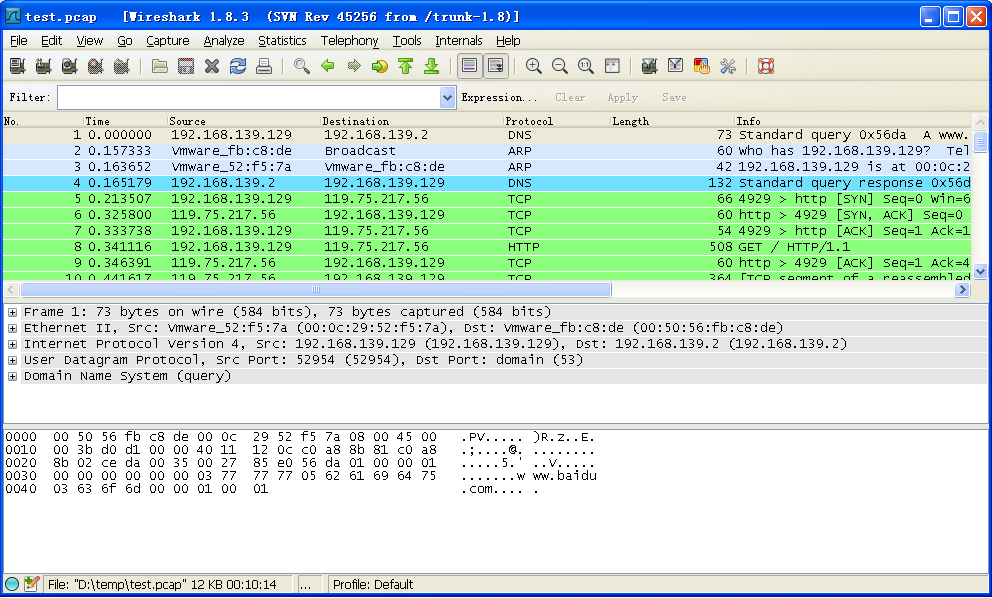 test.pcap [Wireshark 1.8.3 (SVN Rev 45256 from /trunk-1.8)]
File Edit View Go Capture Analyze Statistics Telephony Tools Internals Help
Filter: Expression... Clear Apply Save
No. Time Source Destination Protocol Length Info
1 0.000000 192.168.139.129 192.168.139.2 DNS 73 Standard query 0x56da A www.
2 0.157333 Vmware_fb:c8:de Broadcast ARP 60 Who has 192.168.139.129? Tel
3 0.163652 Vmware_52:f5:7a Vmware_fb:c8:de ARP 42 192.168.139.129 is at 00:0c:2
4 0.165179 192.168.139.2 192.168.139.129 DNS 132 Standard query response 0x56d
5 0.213507 192.168.139.129 119.75.217.56 TCP 66 4929 > http [SYN] Seq=0 Win=6
6 0.325800 119.75.217.56 192.168.139.129 TCP 60 http > 4929 [SYN, ACK] Seq=0
7 0.333738 192.168.139.129 119.75.217.56 TCP 54 4929 > http [ACK] Seq=1 Ack=1
8 0.341116 192.168.139.129 119.75.217.56 HTTP 508 GET / HTTP/1.1
9 0.346391 119.75.217.56 192.168.139.129 TCP 60 http > 4929 [ACK] Seq=1 Ack=4
10 0.441617 119.75.217.56 192.168.139.129 TCP 364 [TCP segment of a reassembled
Frame 1: 73 bytes on wire (584 bits), 73 bytes captured (584 bits)
Ethernet II, Src: Vmware_52:f5:7a (00:0c:29:52:f5:7a), Dst: Vmware_fb:c8:de (00:50:56:fb:c8:de)
Internet Protocol Version 4, Src: 192.168.139.129 (192.168.139.129), Dst: 192.168.139.2 (192.168.139.2)
User Datagram Protocol, Src Port: 52954 (52954), Dst Port: domain (53)
Domain Name System (query)
0000 00 50 56 fb c8 de 00 0c 29 52 f5 7a 08 00 45 00 .PV..... )R.z..E.
0010 00 3b d0 d1 00 00 40 11 12 0c c0 a8 8b 81 c0 a8 .;....@. ........
0020 8b 02 ce da 00 35 00 27 85 e0 56 da 01 00 00 01 .....5.' ..V.....
0030 00 00 00 00 00 00 03 77 77 77 05 62 61 69 64 75 .......w ww.baidu
0040 03 63 6f 6d 00 00 01 00 01 .com.... .
File: "D:\temp\test.pcap" 12 KB 00:10:14 ... Profile: Default